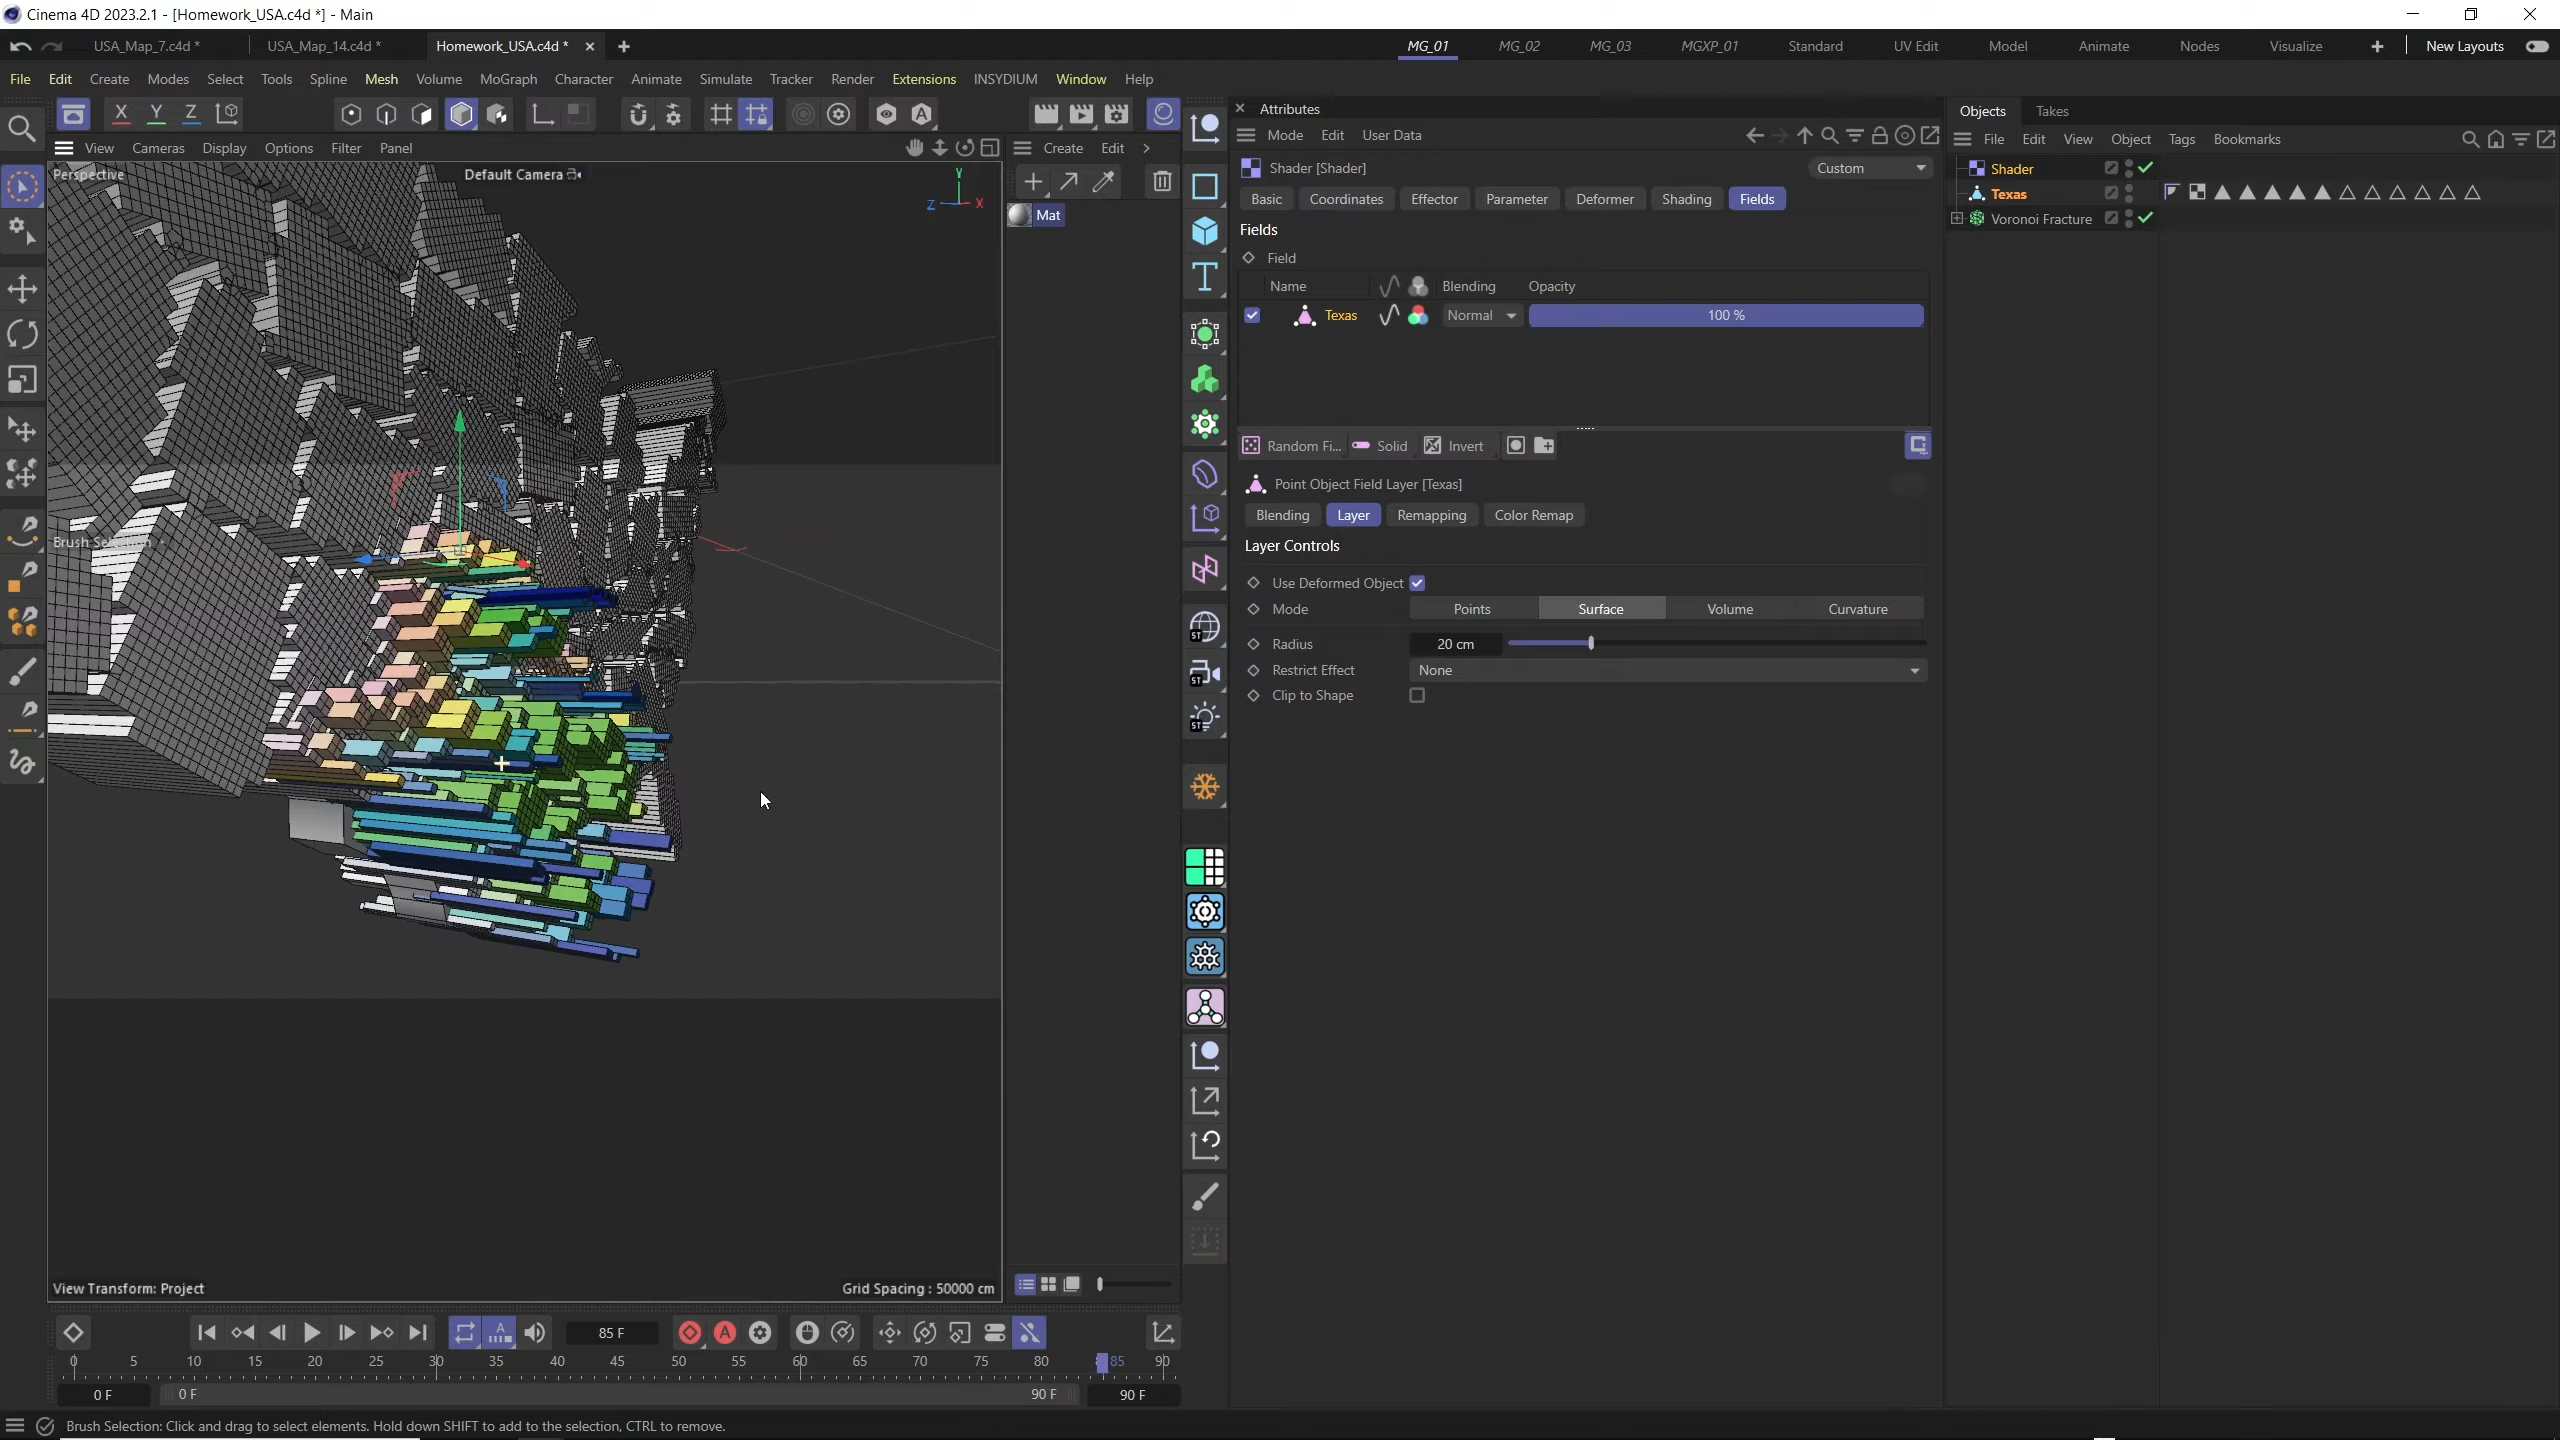 Cinema 4D 2023.2.1 - [Homework_USA.c4d *] - Main
USA_Map_7.c4d *
USA_Map_14.c4d *
Homework_USA.c4d *
MG_01
MG_02
MG_03
MGXP_01
Standard
UV Edit
Model
Animate
Nodes
Visualize
New Layouts
File Edit Create Modes Select Tools Spline Mesh Volume MoGraph Character Animate Simulate Tracker Render Extensions INSYDIUM Window Help
X Y Z
View Cameras Display Options Filter Panel
Create Edit
Perspective
Default Camera
Y
Z
X
Mat
Brush Selection
View Transform: Project
Grid Spacing : 50000 cm
Attributes
Mode Edit User Data
Shader [Shader]
Custom
Basic Coordinates Effector Parameter Deformer Shading Fields
Fields
Field
Name Blending Opacity
Texas Normal 100 %
Random Fi... Solid Invert
Point Object Field Layer [Texas]
Blending Layer Remapping Color Remap
Layer Controls
Use Deformed Object
Mode Points Surface Volume Curvature
Radius 20 cm
Restrict Effect None
Clip to Shape
Objects Takes
File Edit View Object Tags Bookmarks
Shader
Texas
Voronoi Fracture
ST
ST
ST
85 F
0 5 10 15 20 25 30 35 40 45 50 55 60 65 70 75 80 85 90
0 F 0 F 90 F 90 F
Brush Selection: Click and drag to select elements. Hold down SHIFT to add to the selection, CTRL to remove.